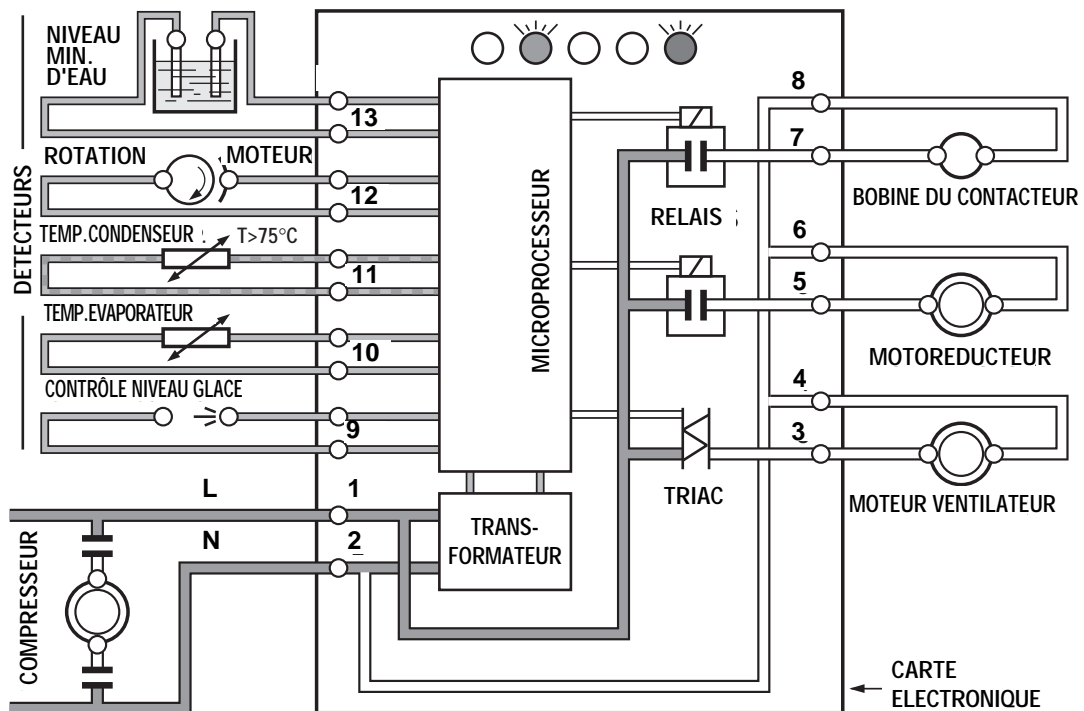 NIVEAU
MIN.
D'EAU
13
ROTATION MOTEUR
12
TEMP.CONDENSEUR T>75°C
11
TEMP.EVAPORATEUR
10
CONTRÔLE NIVEAU GLACE
9
DETECTEURS
L
1
N
2
COMPRESSEUR
MICROPROCESSEUR
TRANS-
FORMATEUR
RELAIS
TRIAC
8
7
BOBINE DU CONTACTEUR
6
5
MOTOREDUCTEUR
4
3
MOTEUR VENTILATEUR
CARTE
ELECTRONIQUE